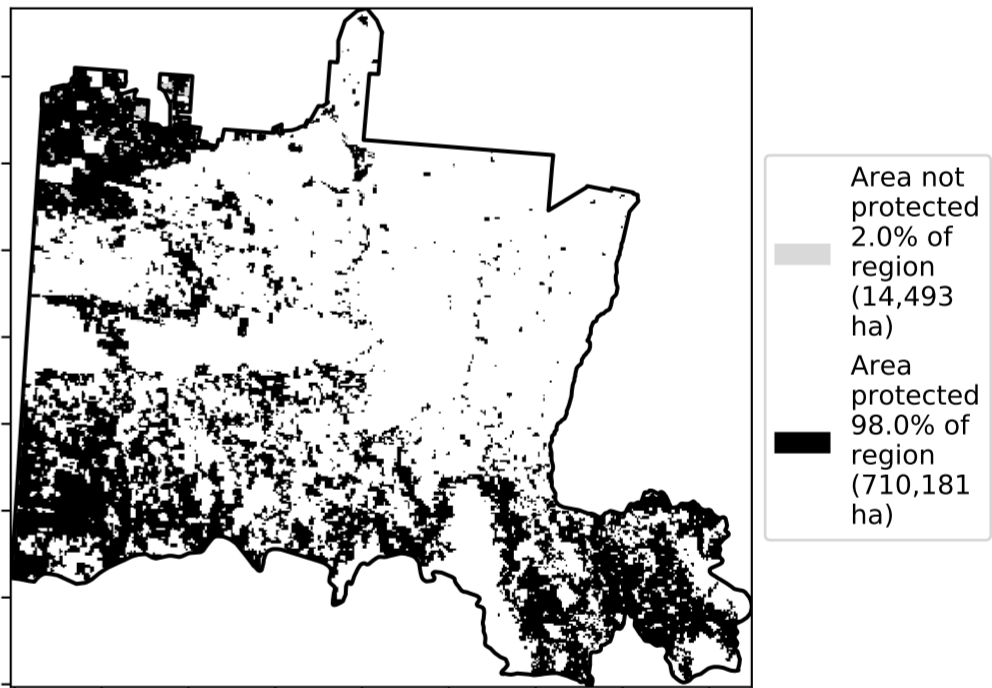 Area not
protected
2.0% of
region
(14,493
ha)
Area
protected
98.0% of
region
(710,181
ha)